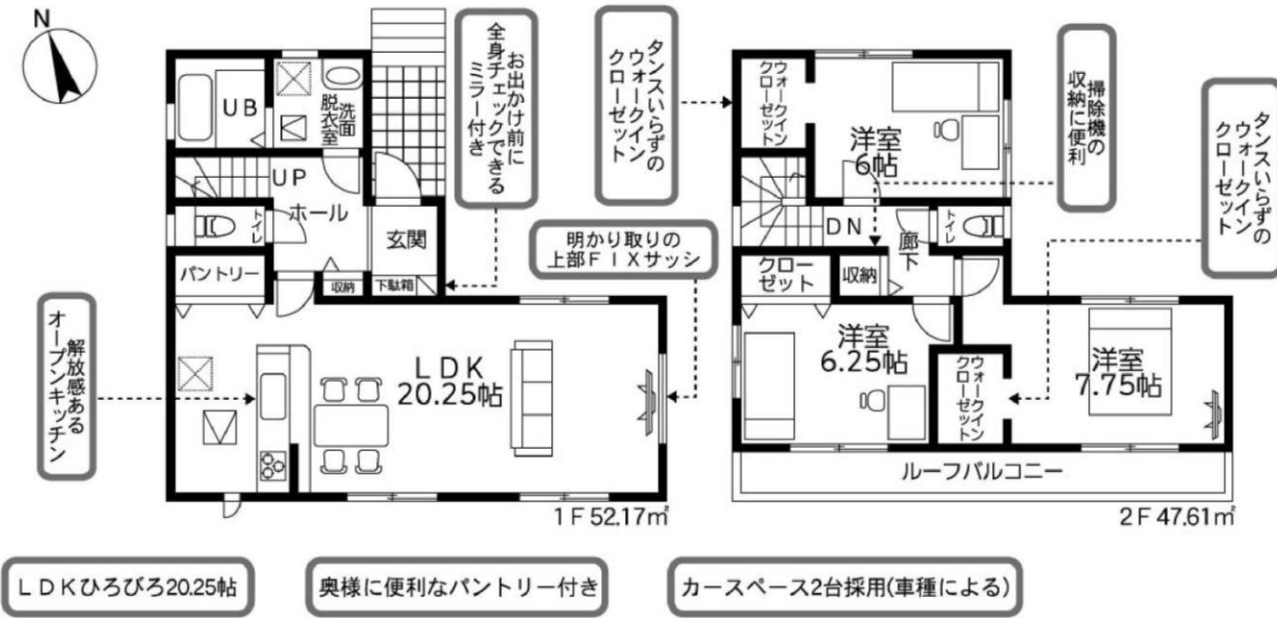 N
UB
洗面
脱衣室
UP
ホール
トイレ
玄関
パントリー
収納
下駄箱
LDK
20.25帖
1F 52.17㎡
お出かけ前に
全身チェックできる
ミラー付き
解放感ある
オープンキッチン
明かり取りの
上部FIXサッシ
タンスいらずの
ウォークイン
クローゼット
ウォークイン
クローゼット
洋室
6帖
DN
廊下
トイレ
クロー
ゼット
収納
洋室
6.25帖
ウォークイン
クローゼット
洋室
7.75帖
ルーフバルコニー
2F 47.61㎡
掃除機の
収納に便利
タンスいらずの
ウォークイン
クローゼット
LDKひろびろ20.25帖
奥様に便利なパントリー付き
カースペース2台採用(車種による)